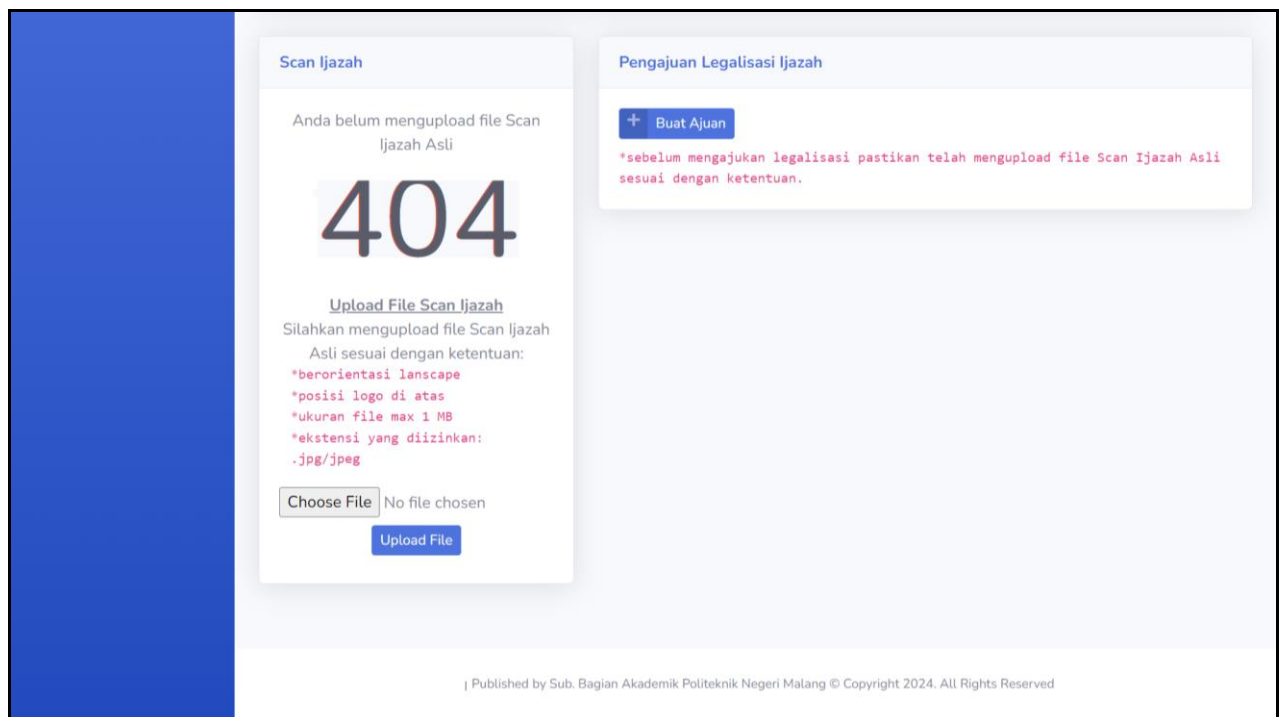 Scan Ijazah
Anda belum mengupload file Scan
Ijazah Asli
404
Upload File Scan Ijazah
Silahkan mengupload file Scan Ijazah
Asli sesuai dengan ketentuan:
*berorientasi lanscape
*posisi logo di atas
*ukuran file max 1 MB
*ekstensi yang diizinkan:
.jpg/jpeg
Choose File No file chosen
Upload File
Pengajuan Legalisasi Ijazah
+ Buat Ajuan
*sebelum mengajukan legalisasi pastikan telah mengupload file Scan Ijazah Asli
sesuai dengan ketentuan.
| Published by Sub. Bagian Akademik Politeknik Negeri Malang © Copyright 2024. All Rights Reserved